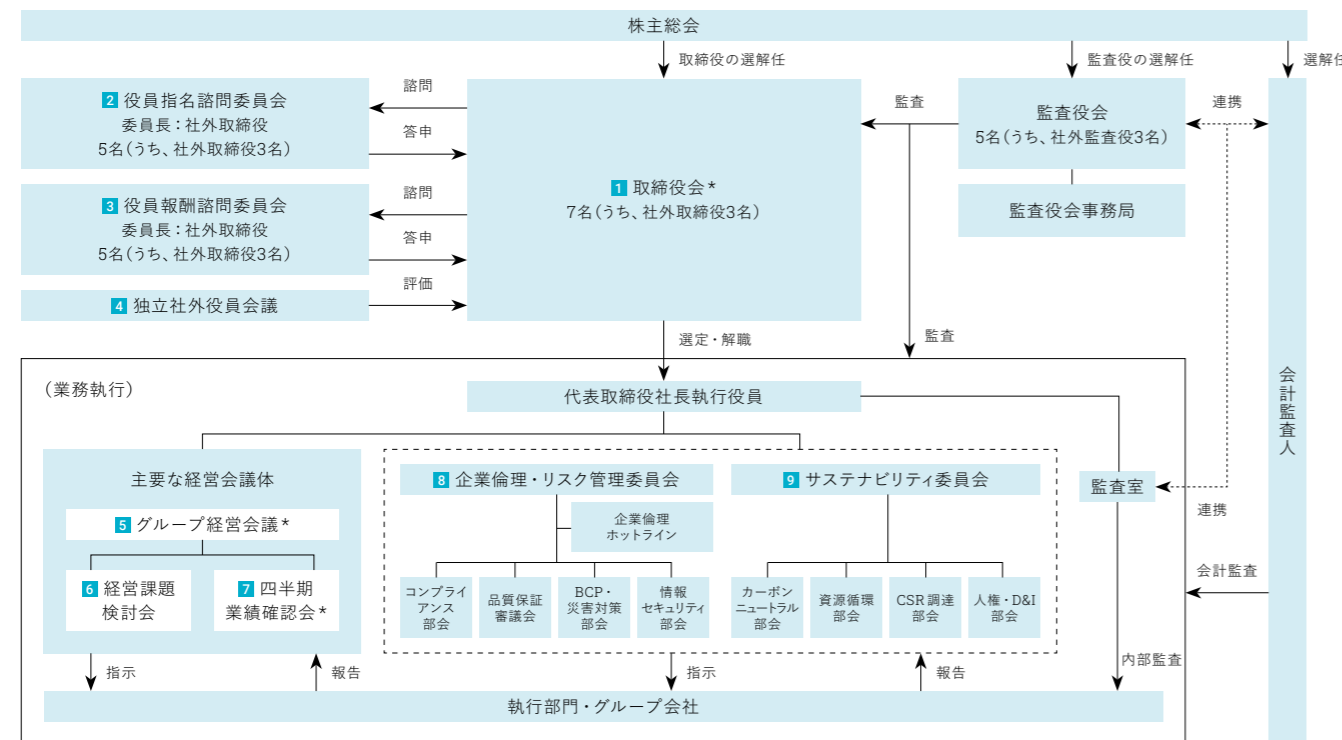 株主総会
取締役の選解任
監査役の選解任
選解任
2 役員指名諮問委員会
委員長：社外取締役
5名（うち、社外取締役3名）
諮問
答申
3 役員報酬諮問委員会
委員長：社外取締役
5名（うち、社外取締役3名）
諮問
答申
4 独立社外役員会議
評価
1 取締役会*
7名（うち、社外取締役3名）
監査
監査役会
5名（うち、社外監査役3名）
監査役会事務局
連携
会計監査人
選定・解職
監査
（業務執行）
代表取締役社長執行役員
主要な経営会議体
5 グループ経営会議*
6 経営課題
検討会
7 四半期
業績確認会*
8 企業倫理・リスク管理委員会
企業倫理
ホットライン
コンプライ
アンス
部会
品質保証
審議会
BCP・
災害対策
部会
情報
セキュリティ
部会
9 サステナビリティ委員会
カーボン
ニュートラル
部会
資源循環
部会
CSR調達
部会
人権・D&I
部会
監査室
連携
会計監査
内部監査
指示
報告
指示
報告
執行部門・グループ会社